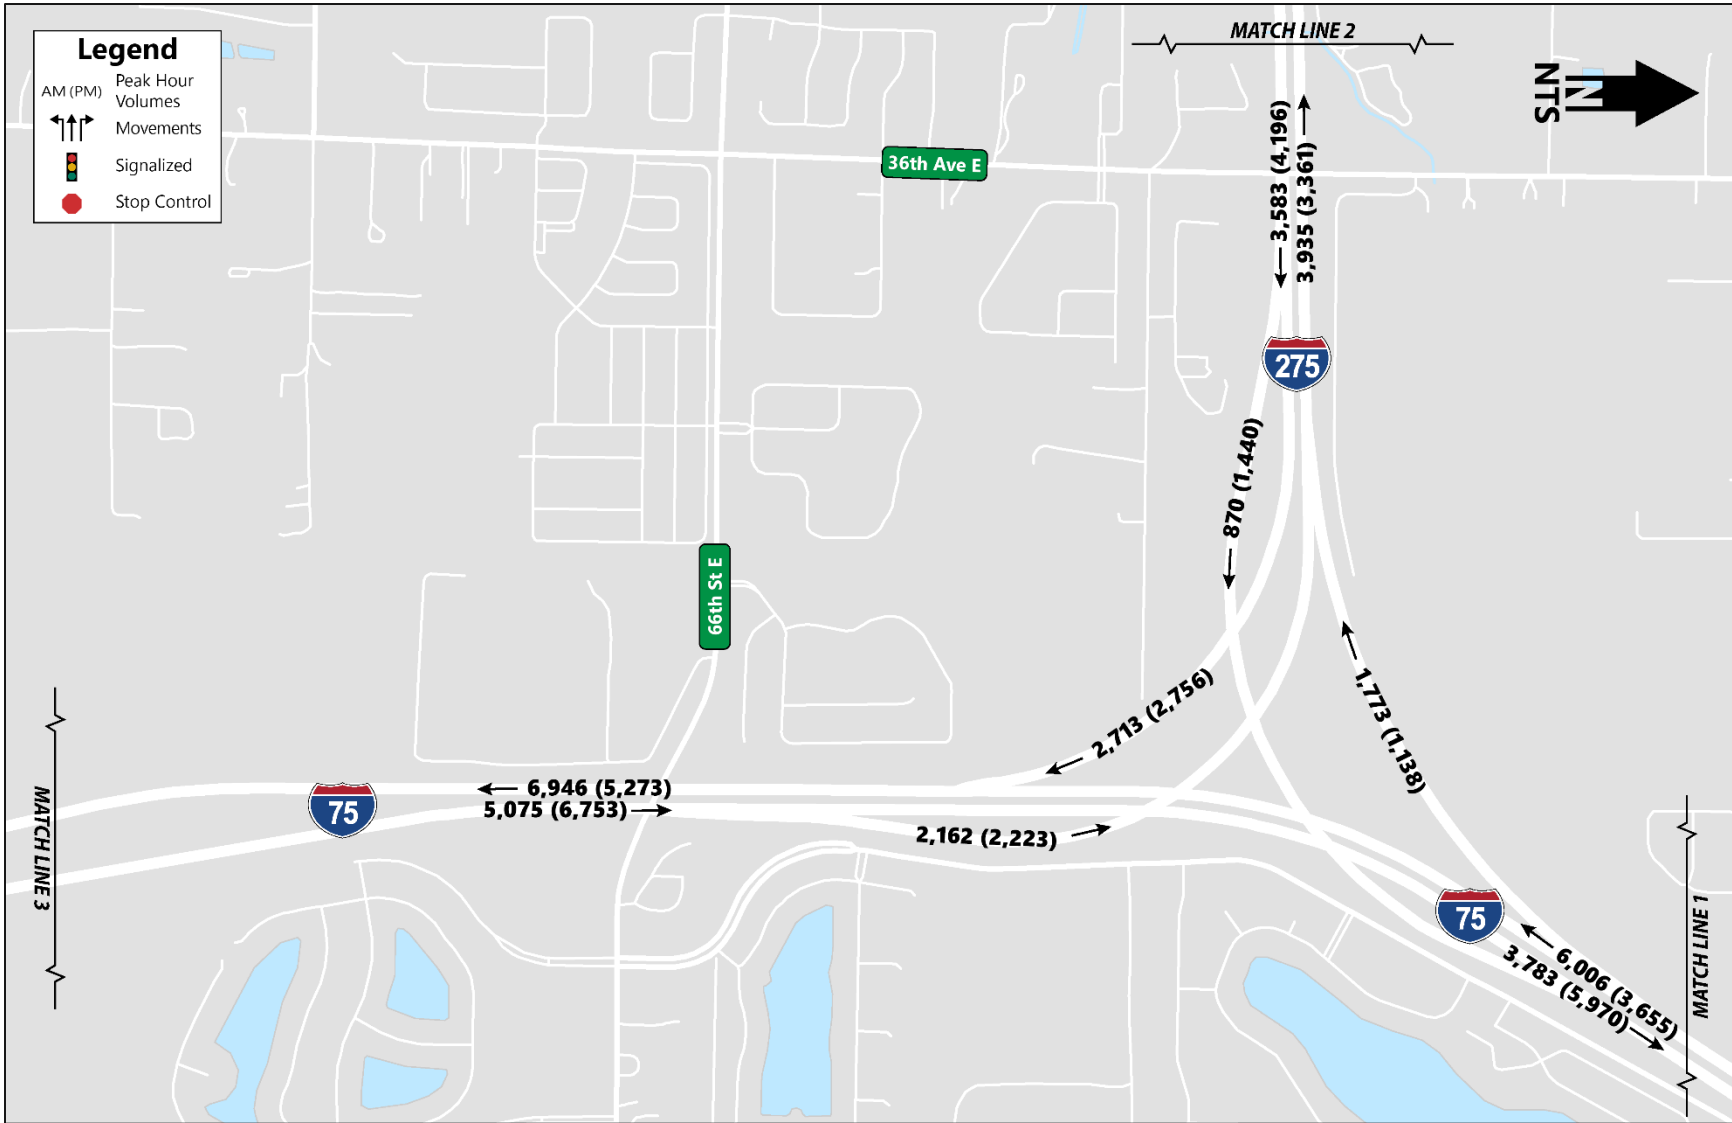 Legend
AM (PM)
Peak Hour
Volumes
Movements
Signalized
Stop Control
MATCH LINE 2
N
NTS
36th Ave E
3,583 (4,196)
3,935 (3,361)
275
870 (1,440)
66th St E
2,713 (2,756)
1,773 (1,138)
6,946 (5,273)
5,075 (6,753)
75
2,162 (2,223)
MATCH LINE 3
75
6,006 (3,655)
3,783 (5,970)
MATCH LINE 1